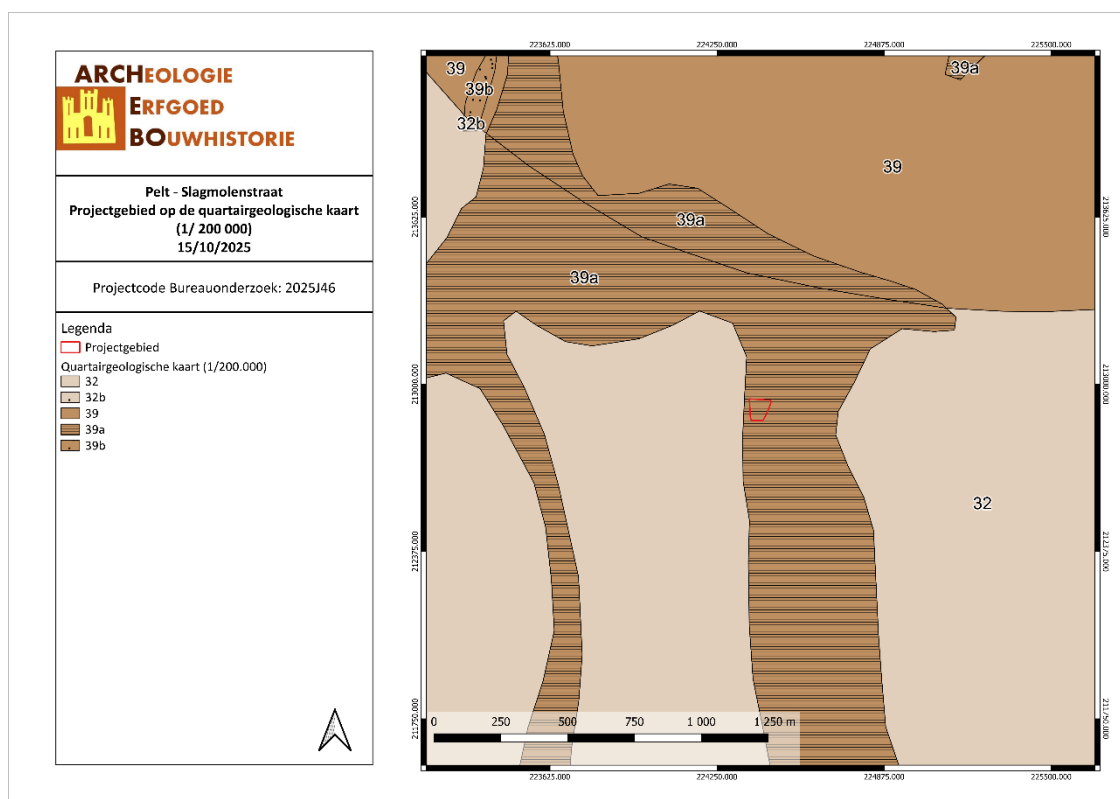 ARCHEOLOGIE
ERFGOED
BOUWHISTORIE
Pelt - Slagmolenstraat
Projectgebied op de quartairgeologische kaart
(1/ 200 000)
15/10/2025
Projectcode Bureauonderzoek: 2025J46
Legenda
Projectgebied
Quartairgeologische kaart (1/200.000)
32
32b
39
39a
39b
223625.000 224250.000 224875.000 225500.000
39 39a
39b
32b
39
213625.000 213625.000
39a
39a
213000.000 213000.000
32
212375.000 212375.000
211750.000 211750.000
0 250 500 750 1 000 1 250 m
223625.000 224250.000 224875.000 225500.000